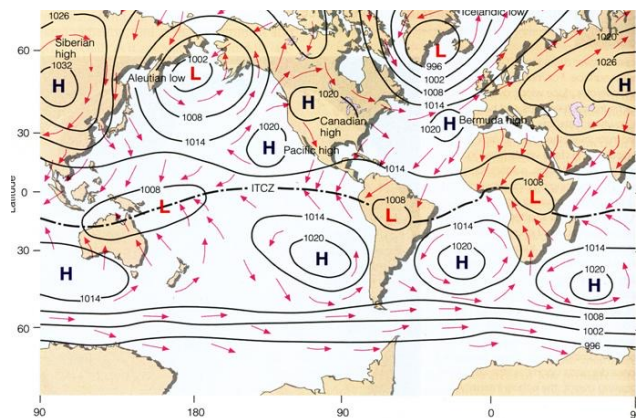 Icelandic low
1026
1020
60
Siberian
high
1002
L
L
996
1032
Aleutian low
1002
1026
H
1020
1008
H
H
1008
H
1014
Canadian
high
1020
H
Bermuda high
30
1014
1020
H
Pacific high
1014
1008
ITCZ
1008
0
L
1008
L
L
1014
1014
1014
30
1020
1020
H
H
H
1020
H
1014
1008
1002
60
996
90
180
90
0
Latitude